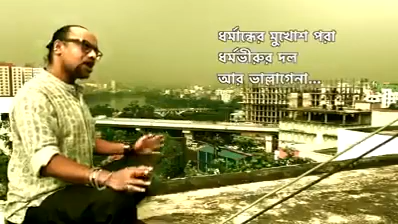 ধর্মান্ধের মুখোশ পরা
ধর্মভীরুর দল
আর ভাল্লাগেনা...